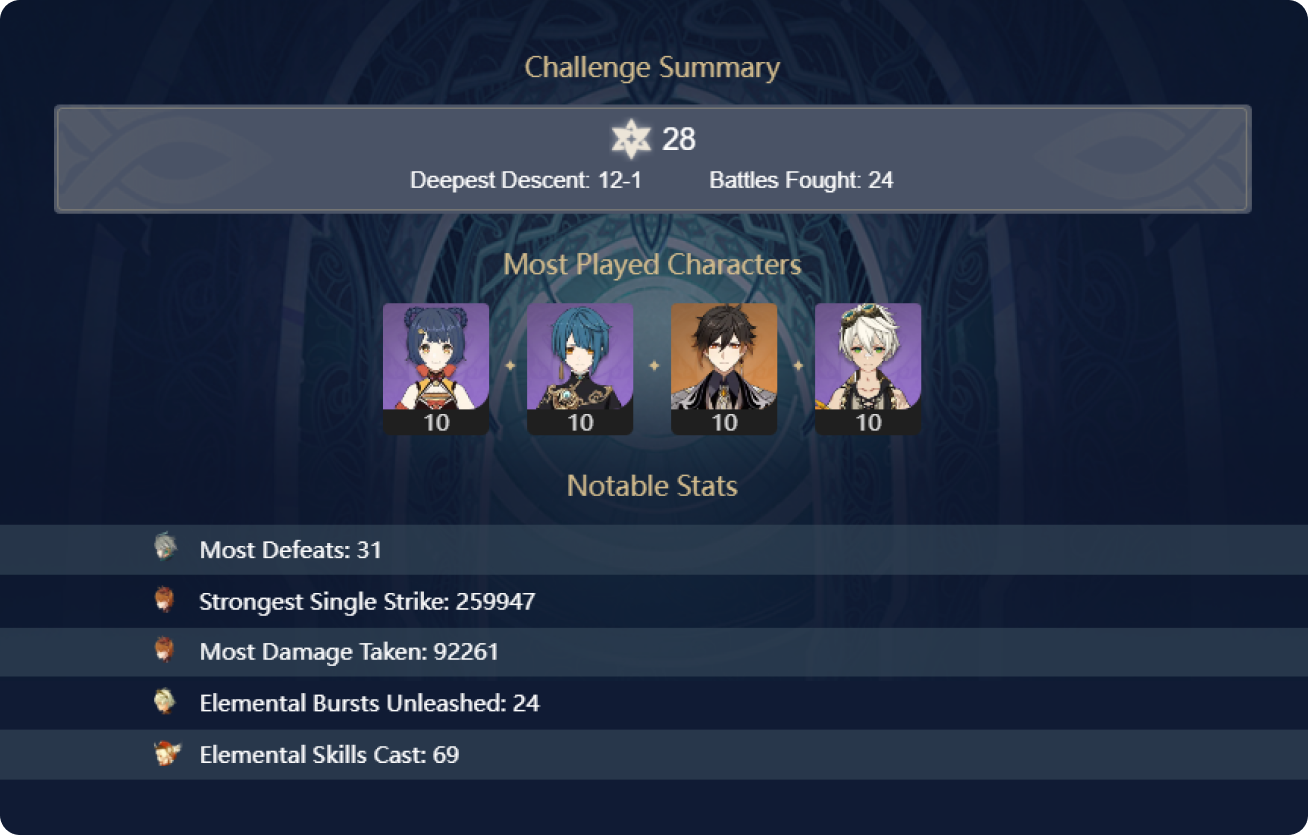 Challenge Summary
28
Deepest Descent: 12-1 Battles Fought: 24
Most Played Characters
10 10 10 10
Notable Stats
Most Defeats: 31
Strongest Single Strike: 259947
Most Damage Taken: 92261
Elemental Bursts Unleashed: 24
Elemental Skills Cast: 69